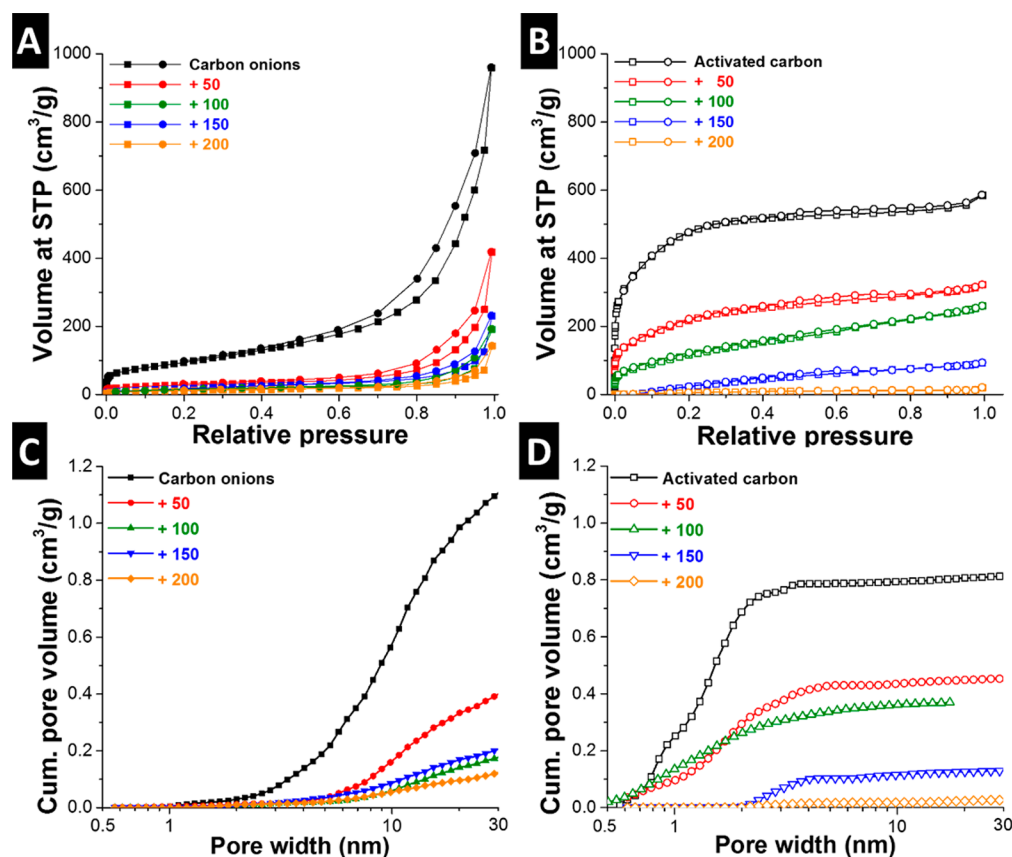 A
Volume at STP (cm³/g)
1000
800
600
400
200
0
Carbon onions
+ 50
+ 100
+ 150
+ 200
0.0 0.2 0.4 0.6 0.8 1.0
Relative pressure
B
Volume at STP (cm³/g)
1000
800
600
400
200
0
Activated carbon
+ 50
+ 100
+ 150
+ 200
0.0 0.2 0.4 0.6 0.8 1.0
Relative pressure
C
Cum. pore volume (cm³/g)
1.2
1.0
0.8
0.6
0.4
0.2
0.0
Carbon onions
+ 50
+ 100
+ 150
+ 200
0.5 1 10 30
Pore width (nm)
D
Cum. pore volume (cm³/g)
1.2
1.0
0.8
0.6
0.4
0.2
0.0
Activated carbon
+ 50
+ 100
+ 150
+ 200
0.5 1 10 30
Pore width (nm)